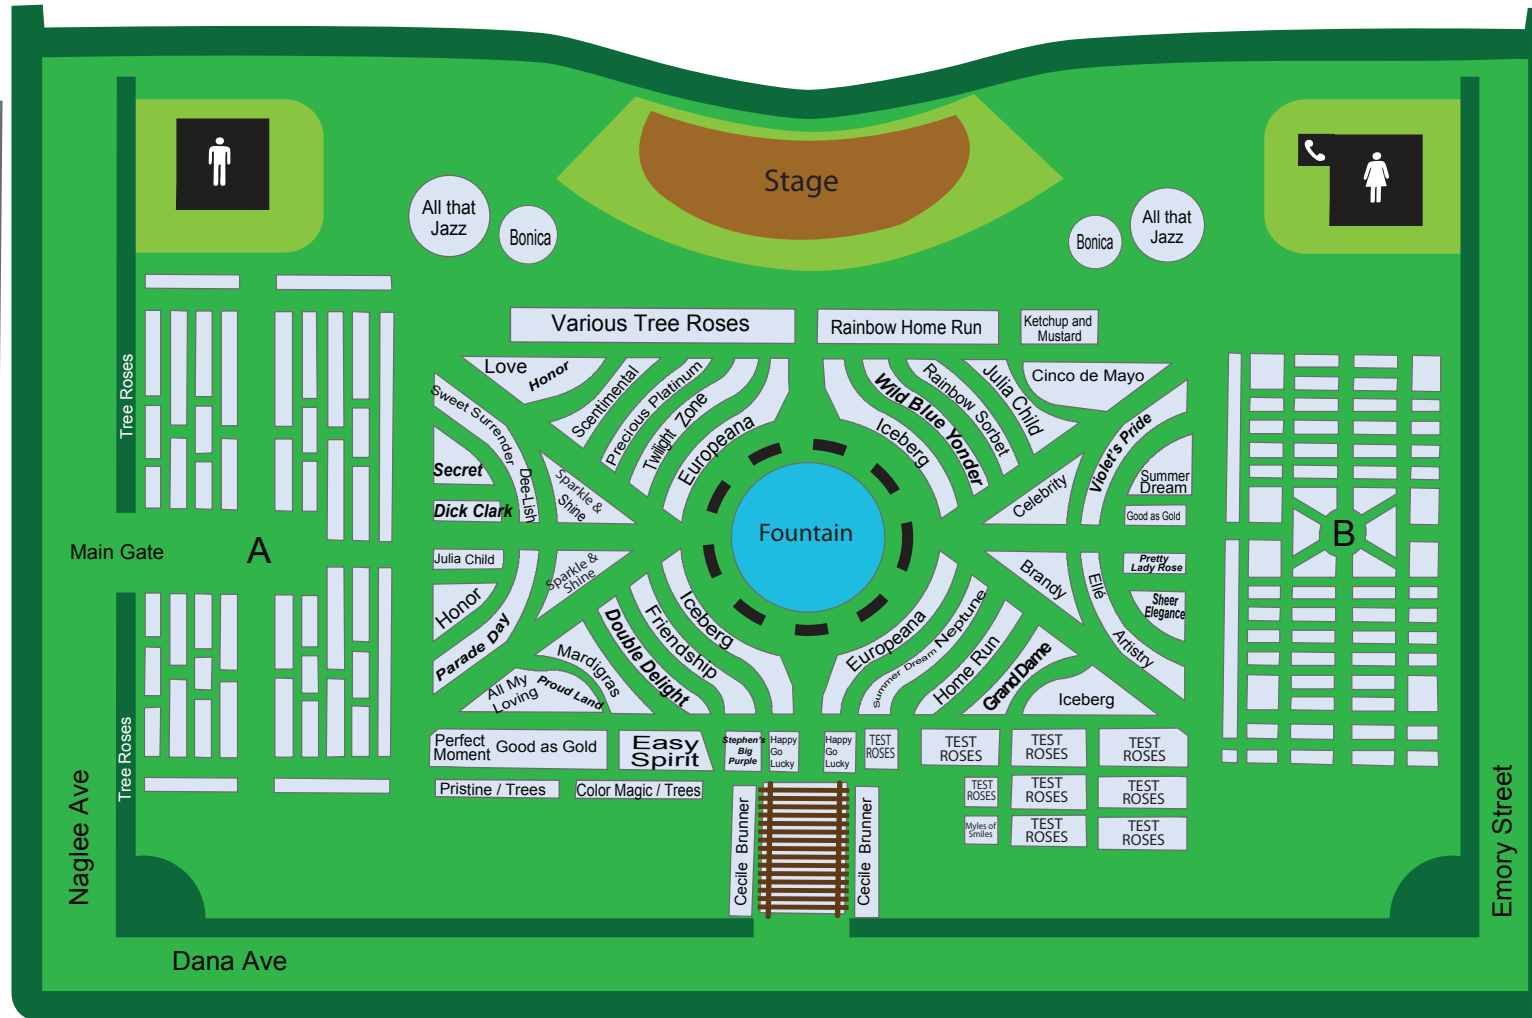 Stage
All that
Jazz
Bonica
Bonica
All that
Jazz
Various Tree Roses
Rainbow Home Run
Ketchup and
Mustard
Tree Roses
Love
Honor
Scentimental
Precious Platinum
Twilight Zone
Europeana
Iceberg
Wild Blue Yonder
Rainbow Sorbet
Julia Child
Cinco de Mayo
Sweet Surrender
Dee-Lish
Secret
Dick Clark
Sparkle &
Shine
Celebrity
Violet's Pride
Summer
Dream
Good as Gold
Fountain
Main Gate
A
B
Julia Child
Honor
Parade Day
Sparkle &
Shine
Mardigras
All My
Loving
Proud Land
Double Delight
Friendship
Iceberg
Europeana
Summer Dream Neptune
Home Run
Grand Dame
Iceberg
Brandy
Ellé
Artistry
Pretty
Lady Rose
Sheer
Elegance
Tree Roses
Perfect
Moment
Good as Gold
Easy
Spirit
Stephen's
Big
Purple
Happy
Go
Lucky
Happy
Go
Lucky
TEST
ROSES
TEST
ROSES
TEST
ROSES
TEST
ROSES
Pristine / Trees
Color Magic / Trees
TEST
ROSES
TEST
ROSES
TEST
ROSES
Myles of
Smiles
TEST
ROSES
TEST
ROSES
Cecile Brunner
Cecile Brunner
Naglee Ave
Emory Street
Dana Ave